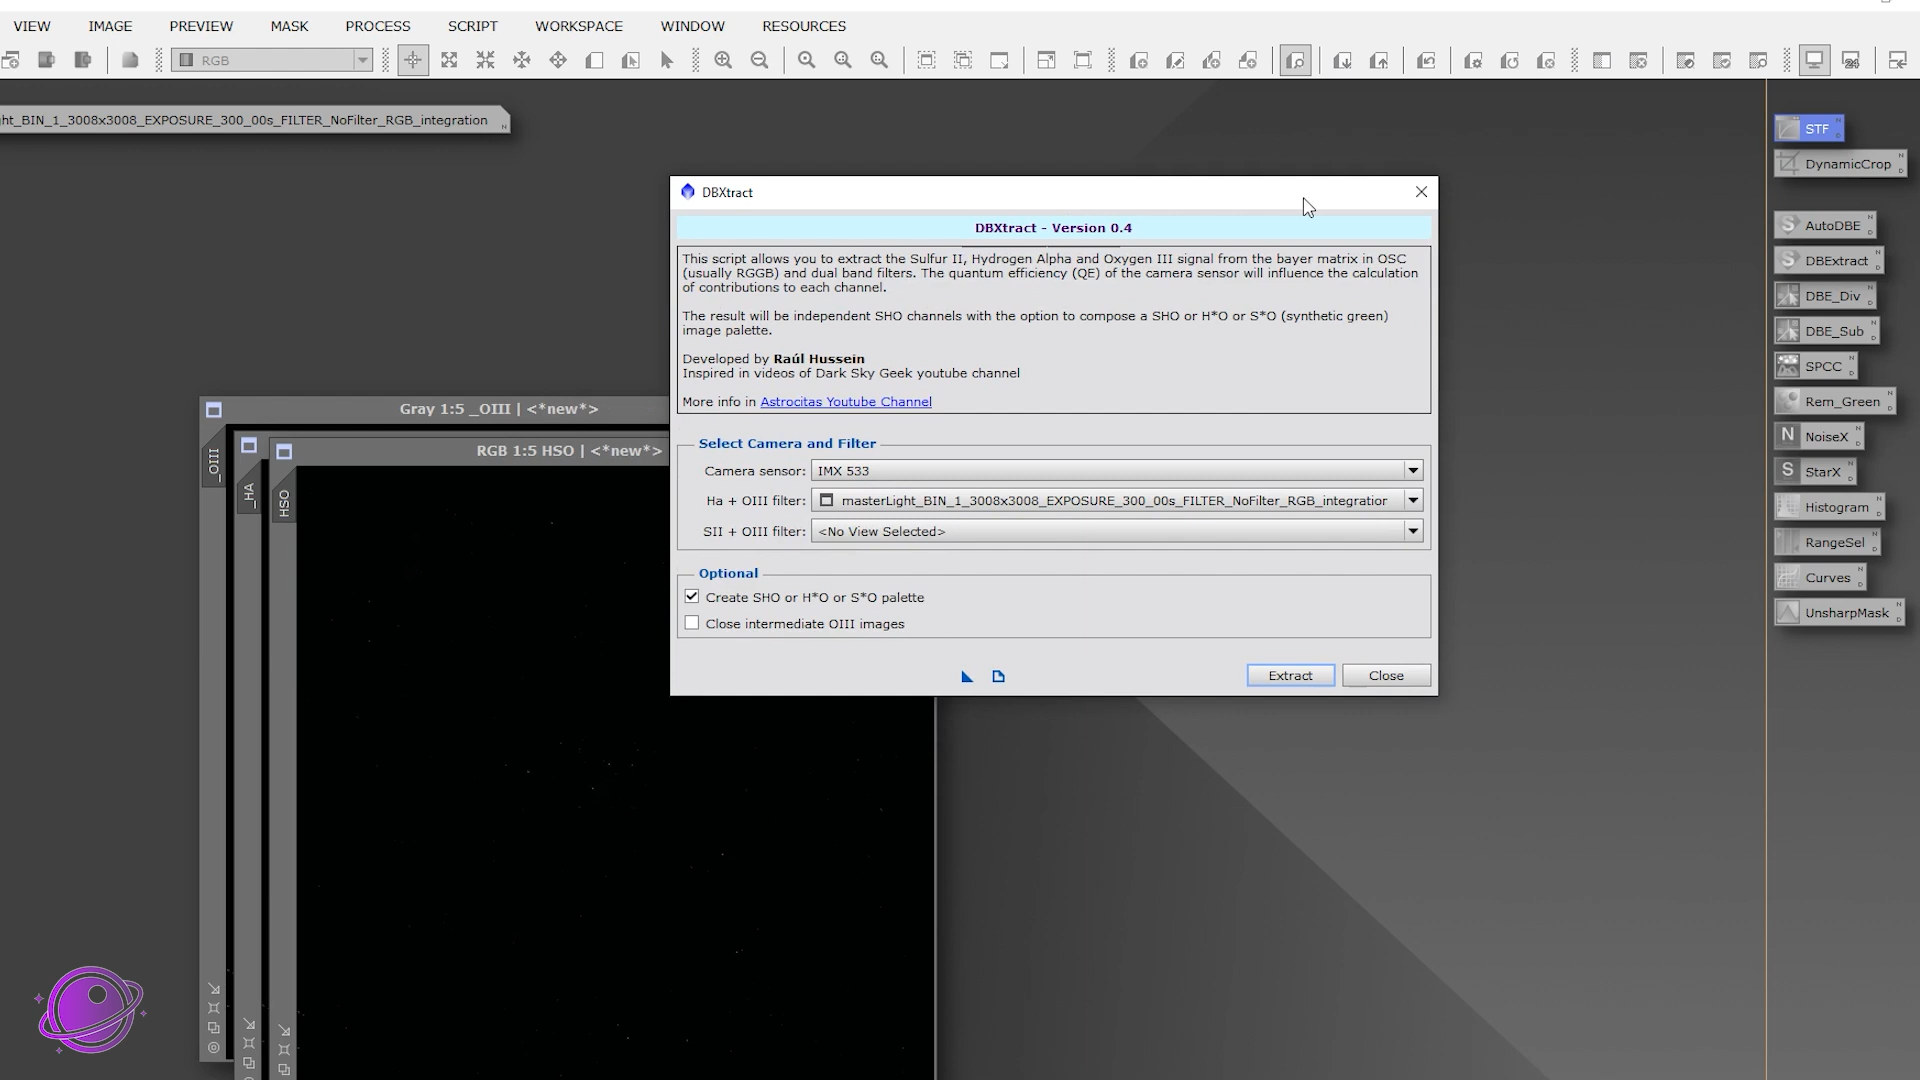 VIEW IMAGE PREVIEW MASK PROCESS SCRIPT WORKSPACE WINDOW RESOURCES
RGB
ht_BIN_1_3008x3008_EXPOSURE_300_00s_FILTER_NoFilter_RGB_integration
STF
DynamicCrop
AutoDBE
DBExtract
DBE_Div
DBE_Sub
SPCC
Rem_Green
NoiseX
StarX
Histogram
RangeSel
Curves
UnsharpMask
DBXtract
DBXtract - Version 0.4
This script allows you to extract the Sulfur II, Hydrogen Alpha and Oxygen III signal from the bayer matrix in OSC
(usually RGGB) and dual band filters. The quantum efficiency (QE) of the camera sensor will influence the calculation
of contributions to each channel.
The result will be independent SHO channels with the option to compose a SHO or H*O or S*O (synthetic green)
image palette.
Developed by Raúl Hussein
Inspired in videos of Dark Sky Geek youtube channel
More info in Astrocitas Youtube Channel
Select Camera and Filter
Camera sensor: IMX 533
Ha + OIII filter: masterLight_BIN_1_3008x3008_EXPOSURE_300_00s_FILTER_NoFilter_RGB_integration
SII + OIII filter: <No View Selected>
Optional
Create SHO or H*O or S*O palette
Close intermediate OIII images
Extract Close
Gray 1:5 _OIII | <*new*>
RGB 1:5 HSO | <*new*>
_OIII
_HA
HSO